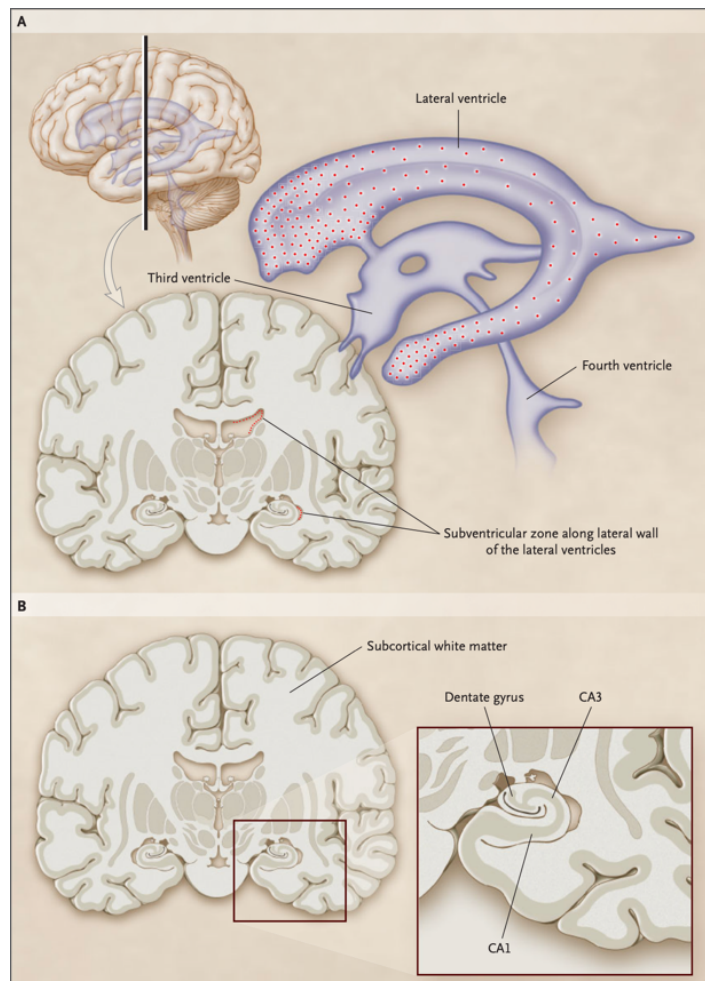 A
Lateral ventricle
Third ventricle
Fourth ventricle
Subventricular zone along lateral wall
of the lateral ventricles
B
Subcortical white matter
Dentate gyrus
CA3
CA1